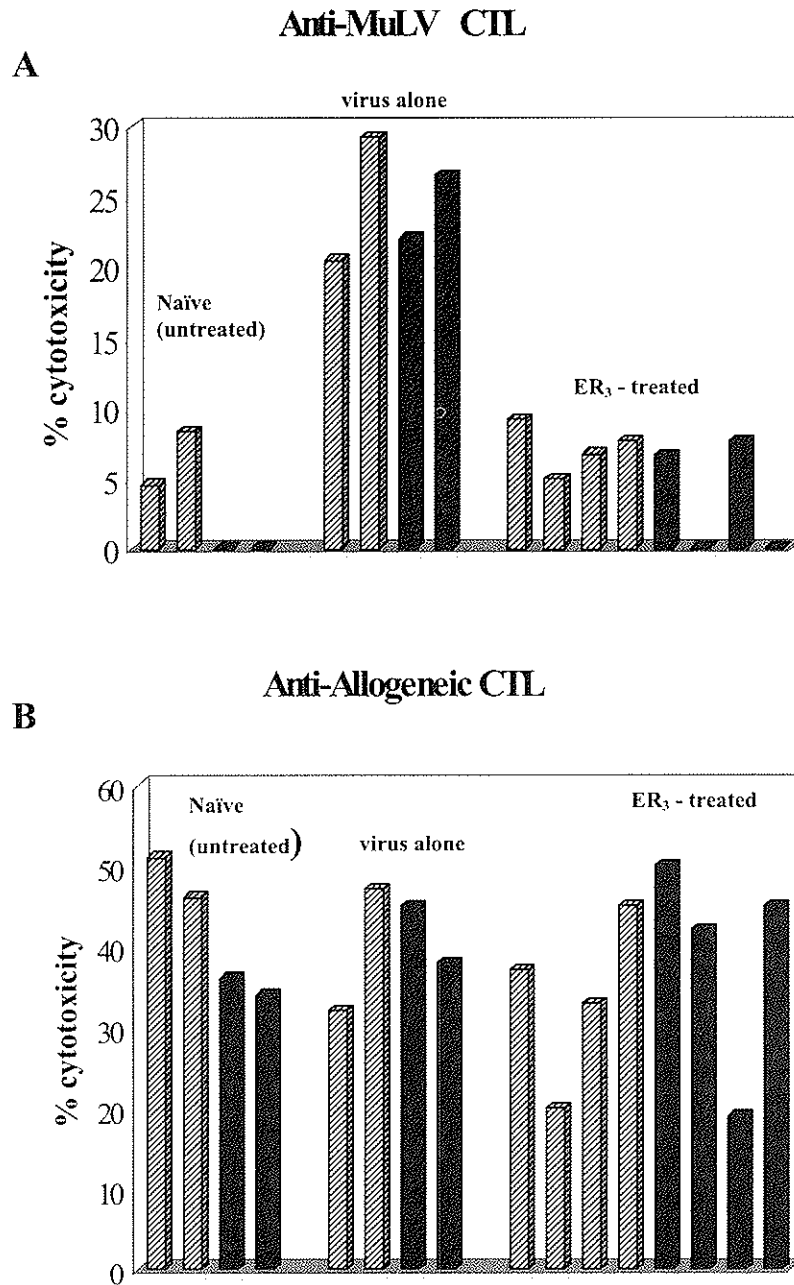 Anti-MuLV CTL
A
virus alone
30
25
20
15
10
5
0
% cytotoxicity
Naïve
(untreated)
ER₃ - treated
Anti-Allogeneic CTL
B
60
50
40
30
20
10
0
% cytotoxicity
Naïve
(untreated)
virus alone
ER₃ - treated